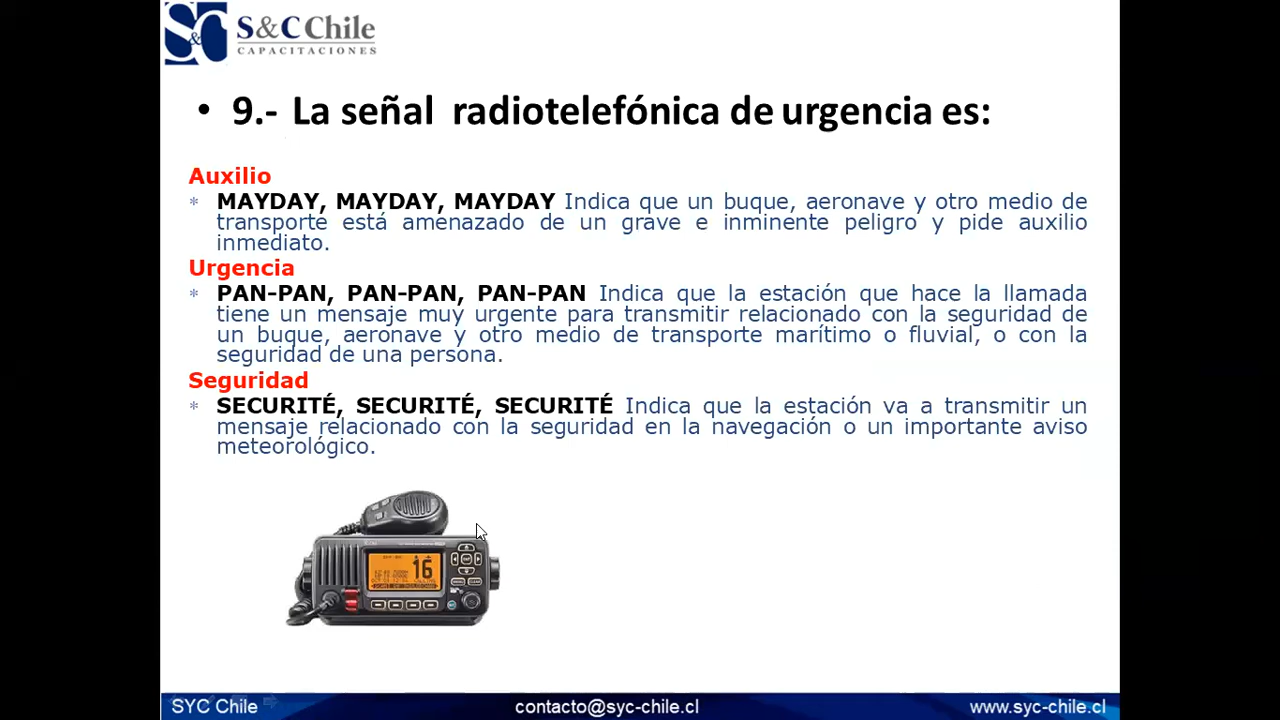 S&C Chile
CAPACITACIONES
• 9.- La señal radiotelefónica de urgencia es:
Auxilio
* MAYDAY, MAYDAY, MAYDAY Indica que un buque, aeronave y otro medio de
transporte está amenazado de un grave e inminente peligro y pide auxilio
inmediato.
Urgencia
* PAN-PAN, PAN-PAN, PAN-PAN Indica que la estación que hace la llamada
tiene un mensaje muy urgente para transmitir relacionado con la seguridad de
un buque, aeronave y otro medio de transporte marítimo o fluvial, o con la
seguridad de una persona.
Seguridad
* SECURITÉ, SECURITÉ, SECURITÉ Indica que la estación va a transmitir un
mensaje relacionado con la seguridad en la navegación o un importante aviso
meteorológico.
16
SYC Chile
contacto@syc-chile.cl
www.syc-chile.cl